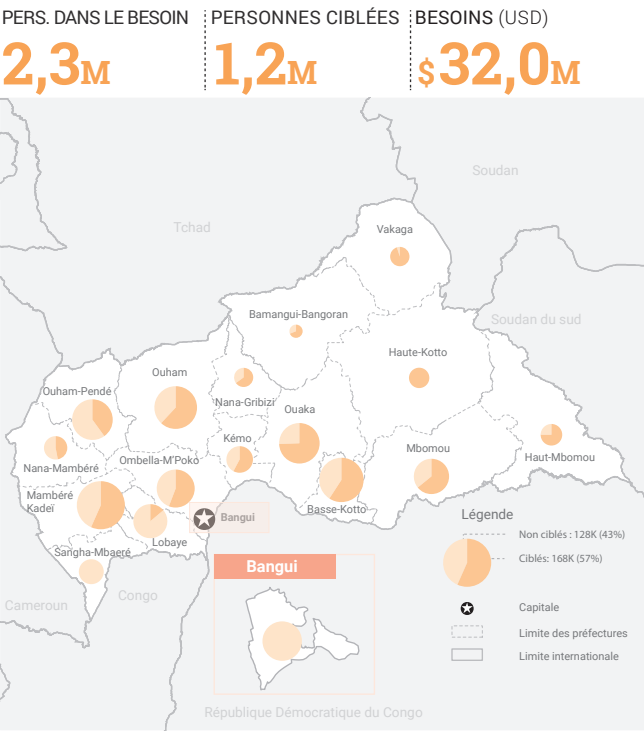 PERS. DANS LE BESOIN
2,3M
PERSONNES CIBLÉES
1,2M
BESOINS (USD)
$32,0M
Soudan
Tchad
Vakaga
Bamangui-Bangoran
Soudan du sud
Haute-Kotto
Ouham
Ouham-Pendé
Nana-Gribizi
Ouaka
Kémo
Mbomou
Haut-Mbomou
Nana-Mambéré
Ombella-M'Poko
Mambéré
Kadeï
Basse-Kotto
Bangui
Lobaye
Sangha-Mbaeré
Cameroun
Congo
Légende
Non ciblés : 128K (43%)
Ciblés: 168K (57%)
Capitale
Limite des préfectures
Limite internationale
Bangui
République Démocratique du Congo